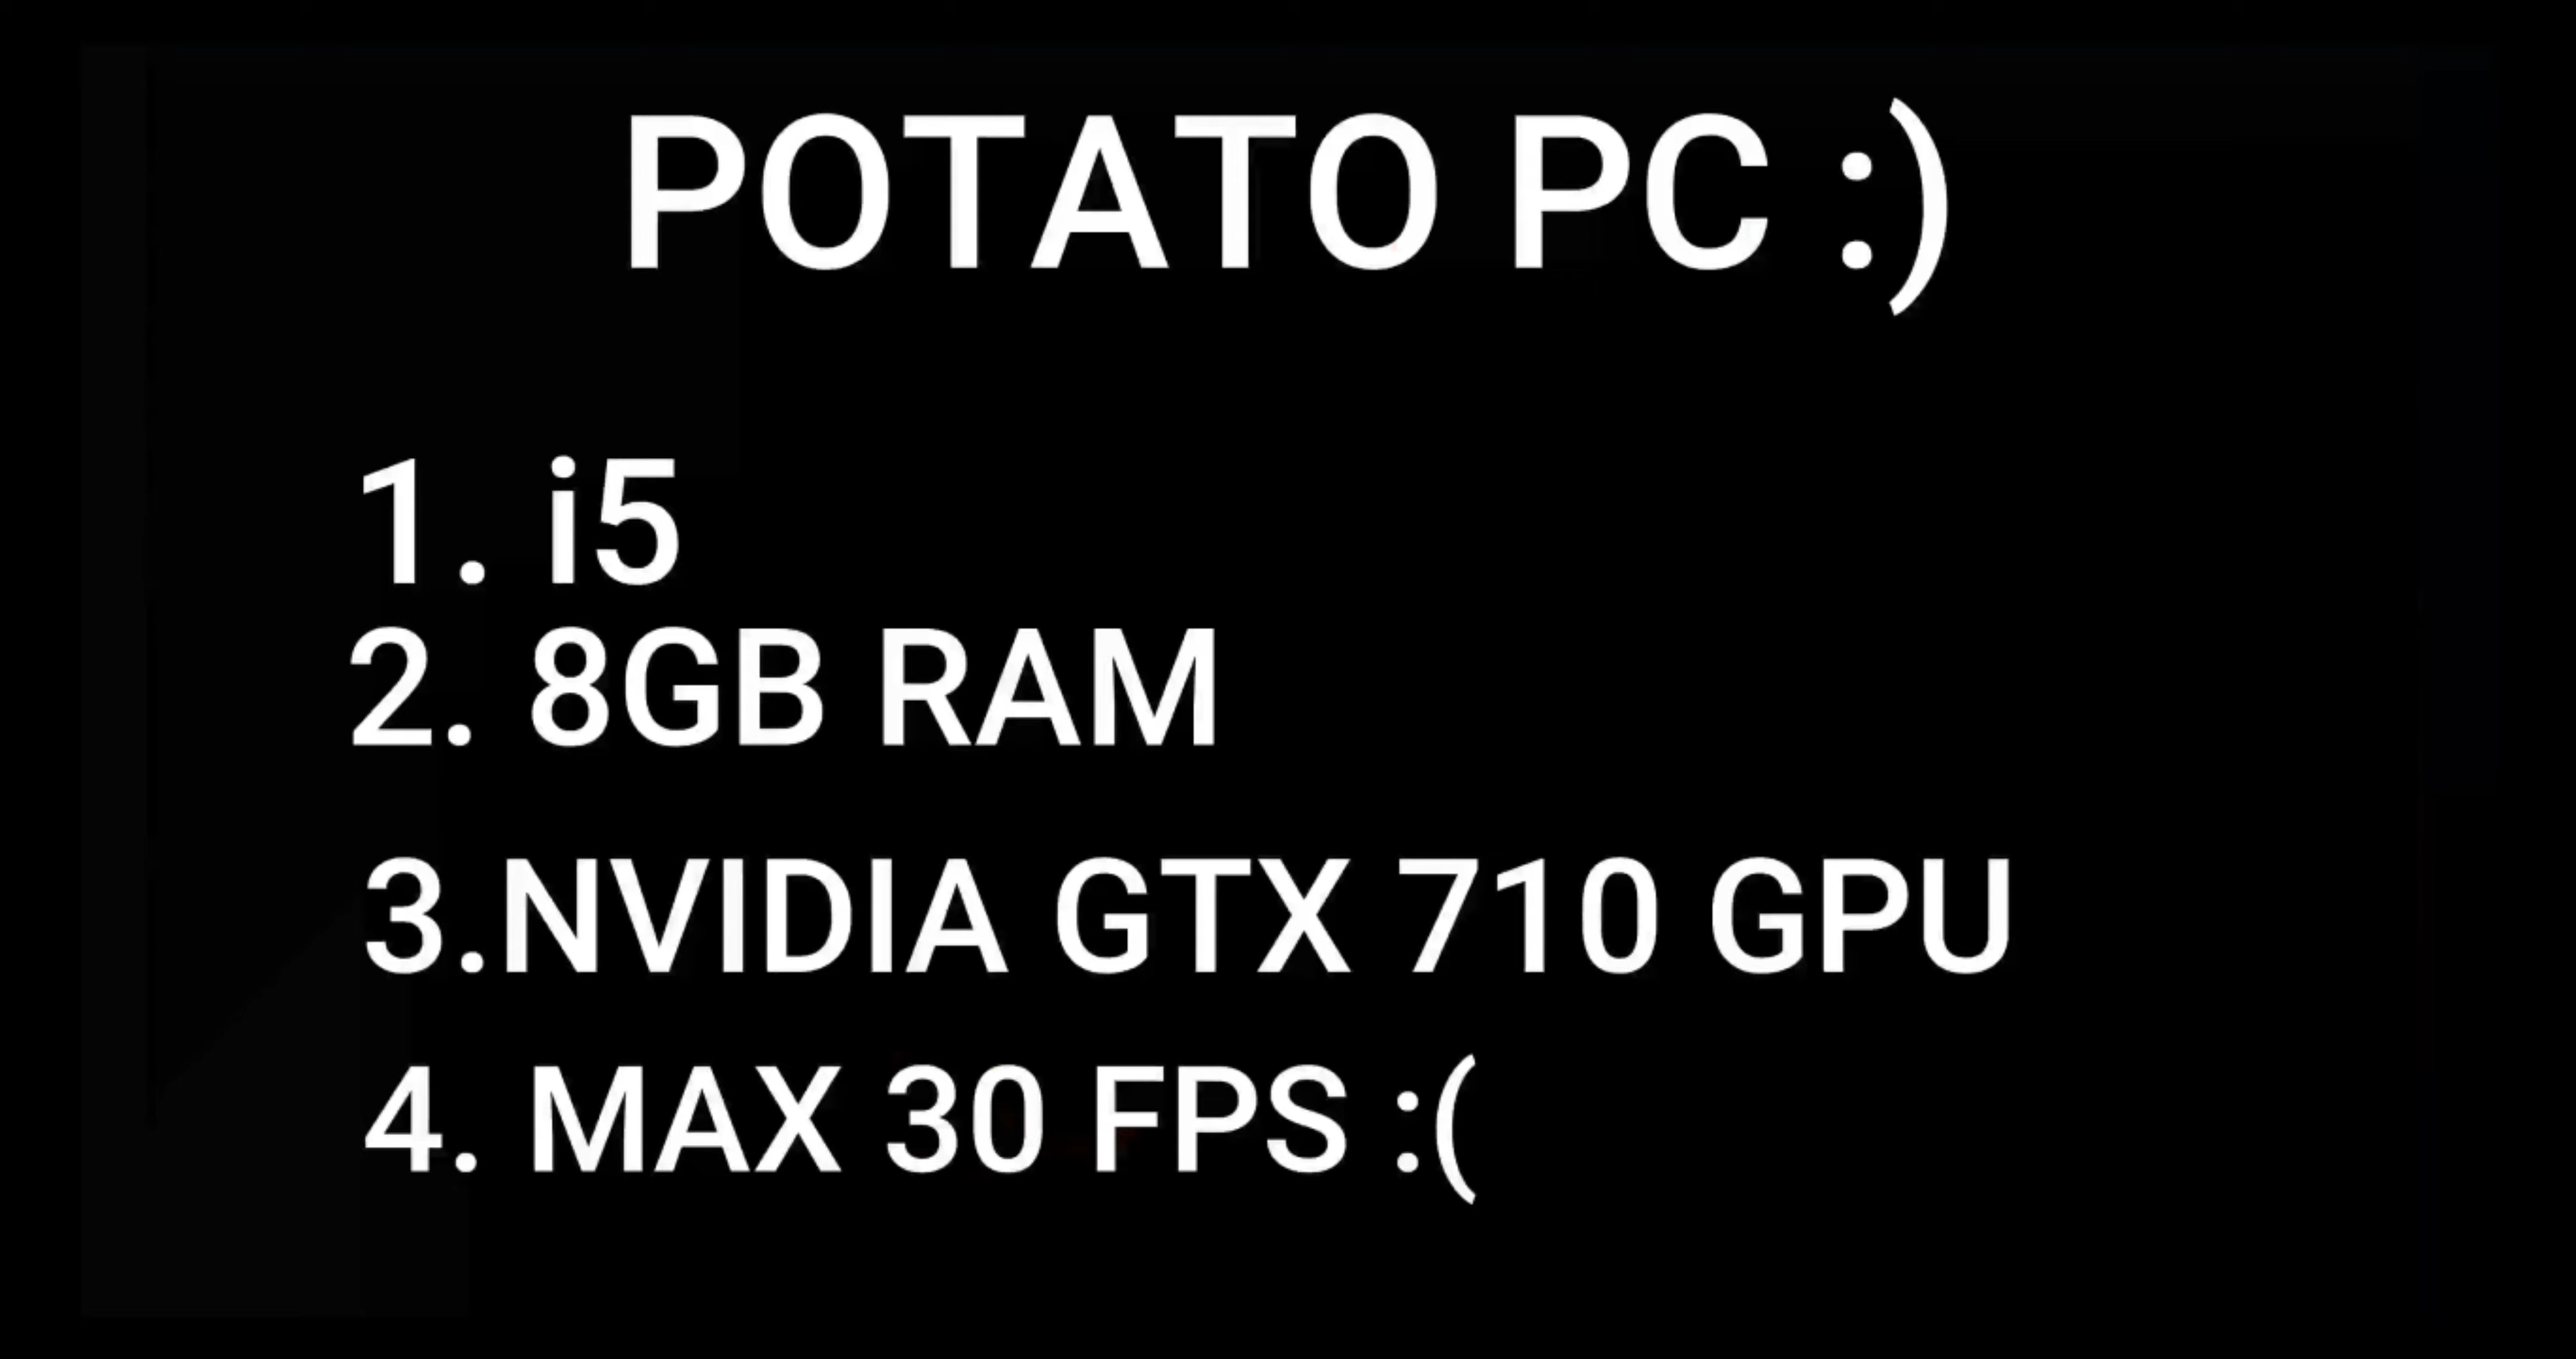 POTATO PC :)
1. i5
2. 8GB RAM
3.NVIDIA GTX 710 GPU
4. MAX 30 FPS :(